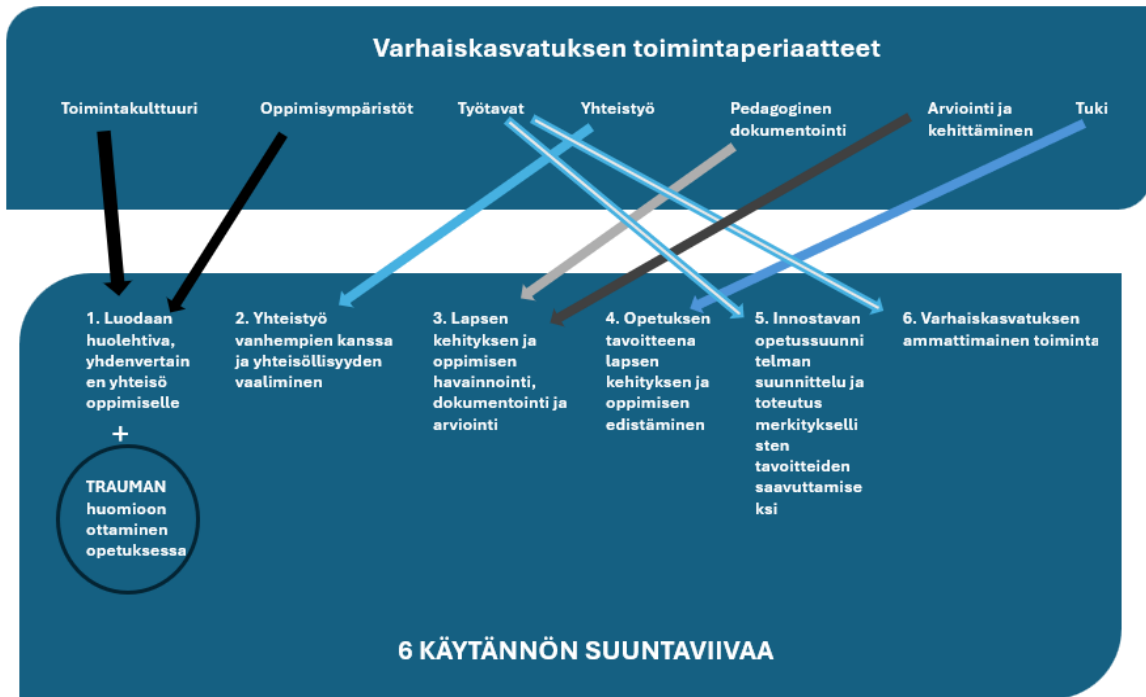 Varhaiskasvatuksen toimintaperiaatteet
Toimintakulttuuri
Oppimisympäristöt
Työtavat
Yhteistyö
Pedagoginen
dokumentointi
Arviointi ja
kehittäminen
Tuki
1. Luodaan
huolehtiva,
yhdenvertain
en yhteisö
oppimiselle
+
TRAUMAN
huomioon
ottaminen
opetuksessa
2. Yhteistyö
vanhempien kanssa
ja yhteisöllisyyden
vaaliminen
3. Lapsen
kehityksen ja
oppimisen
havainnointi,
dokumentointi ja
arviointi
4. Opetuksen
tavoitteena
lapsen
kehityksen ja
oppimisen
edistäminen
5. Innostavan
opetussuunni
telman
suunnittelu ja
toteutus
merkitykselli
sten
tavoitteiden
saavuttamise
ksi
6. Varhaiskasvatuksen
ammattimainen toiminta
6 KÄYTÄNNÖN SUUNTAVIIVAA